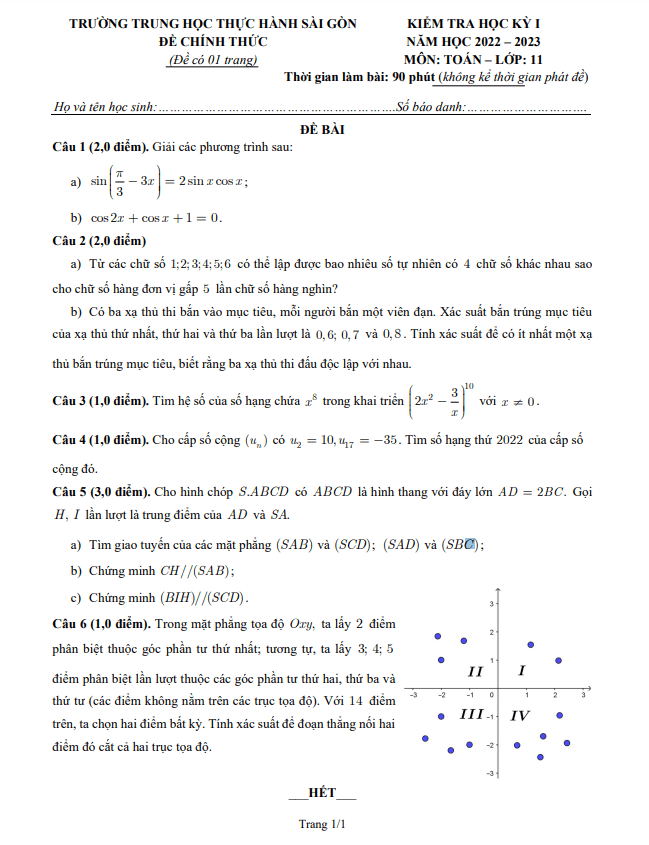 TRƯỜNG TRUNG HỌC THỰC HÀNH SÀI GÒN
ĐỀ CHÍNH THỨC
(Đề có 01 trang)
KIỂM TRA HỌC KỲ I
NĂM HỌC 2022 – 2023
MÔN: TOÁN – LỚP: 11
Thời gian làm bài: 90 phút (không kể thời gian phát đề)
Họ và tên học sinh:……………………………………………….Số báo danh:……………………….
ĐỀ BÀI
Câu 1 (2,0 điểm). Giải các phương trình sau:
a) sin(π/3 − 3x) = 2 sin x cos x;
b) cos 2x + cos x + 1 = 0.
Câu 2 (2,0 điểm)
a) Từ các chữ số 1;2;3;4;5;6 có thể lập được bao nhiêu số tự nhiên có 4 chữ số khác nhau sao
cho chữ số hàng đơn vị gấp 5 lần chữ số hàng nghìn?
b) Có ba xạ thủ thi bắn vào mục tiêu, mỗi người bắn một viên đạn. Xác suất bắn trúng mục tiêu
của xạ thủ thứ nhất, thứ hai và thứ ba lần lượt là 0,6; 0,7 và 0,8. Tính xác suất để có ít nhất một xạ
thủ bắn trúng mục tiêu, biết rằng ba xạ thủ thi đấu độc lập với nhau.
Câu 3 (1,0 điểm). Tìm hệ số của số hạng chứa x⁸ trong khai triển (2x² − 3/x)¹⁰ với x ≠ 0.
Câu 4 (1,0 điểm). Cho cấp số cộng (uₙ) có u₂ = 10, u₁₇ = −35. Tìm số hạng thứ 2022 của cấp số
cộng đó.
Câu 5 (3,0 điểm). Cho hình chóp S.ABCD có ABCD là hình thang với đáy lớn AD = 2BC. Gọi
H, I lần lượt là trung điểm của AD và SA.
a) Tìm giao tuyến của các mặt phẳng (SAB) và (SCD); (SAD) và (SBC);
b) Chứng minh CH//(SAB);
c) Chứng minh (BIH)//(SCD).
Câu 6 (1,0 điểm). Trong mặt phẳng tọa độ Oxy, ta lấy 2 điểm
phân biệt thuộc góc phần tư thứ nhất; tương tự, ta lấy 3; 4; 5
điểm phân biệt lần lượt thuộc các góc phần tư thứ hai, thứ ba và
thứ tư (các điểm không nằm trên các trục tọa độ). Với 14 điểm
trên, ta chọn hai điểm bất kỳ. Tính xác suất để đoạn thẳng nối hai
điểm đó cắt cả hai trục tọa độ.
3
2
1
II I
−3 −2 −1 0 1 2 3
III −1 IV
−2
−3
___HẾT___
Trang 1/1